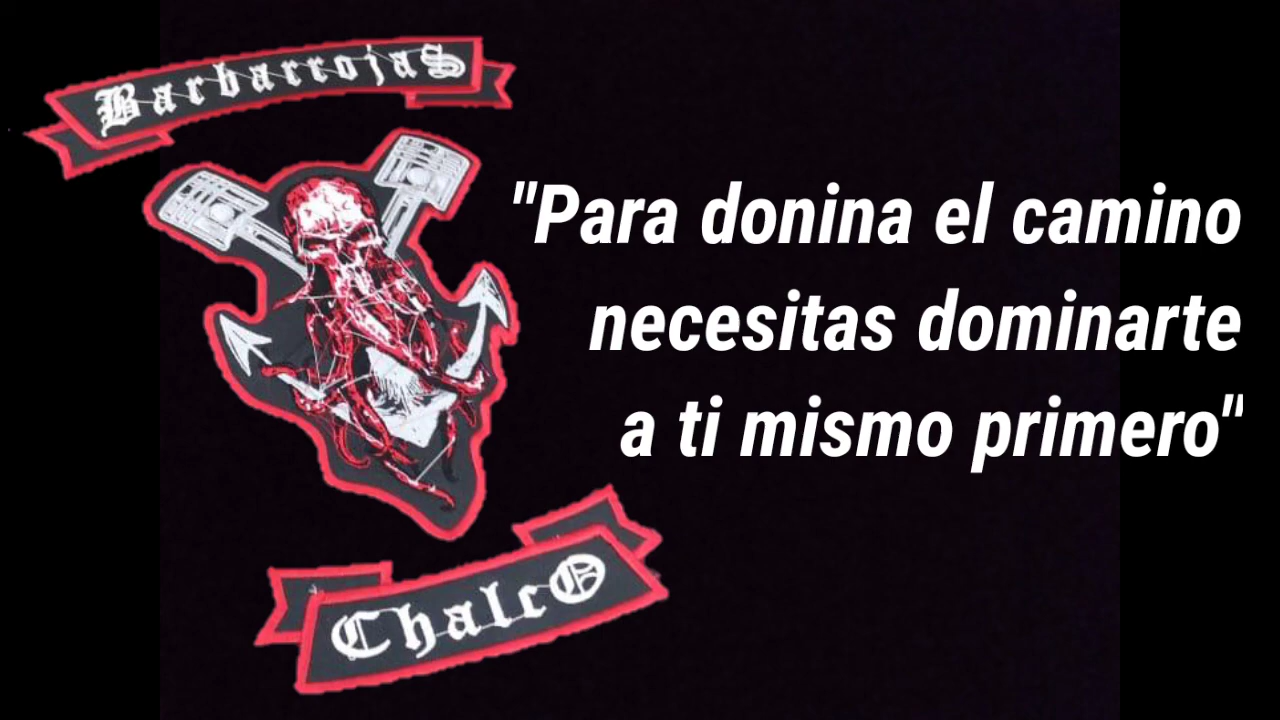 BarbarrojaS
"Para donina el camino
necesitas dominarte
a ti mismo primero"
ChalcO